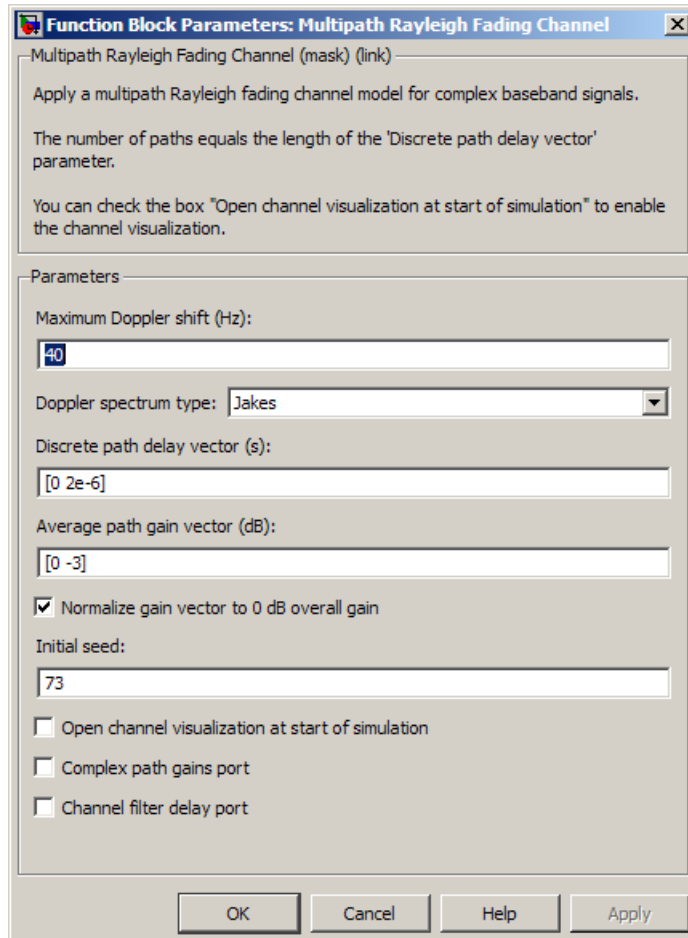 Function Block Parameters: Multipath Rayleigh Fading Channel
Multipath Rayleigh Fading Channel (mask) (link)
Apply a multipath Rayleigh fading channel model for complex baseband signals.
The number of paths equals the length of the 'Discrete path delay vector'
parameter.
You can check the box "Open channel visualization at start of simulation" to enable
the channel visualization.
Parameters
Maximum Doppler shift (Hz):
40
Doppler spectrum type: Jakes
Discrete path delay vector (s):
[0 2e-6]
Average path gain vector (dB):
[0 -3]
Normalize gain vector to 0 dB overall gain
Initial seed:
73
Open channel visualization at start of simulation
Complex path gains port
Channel filter delay port
OK Cancel Help Apply